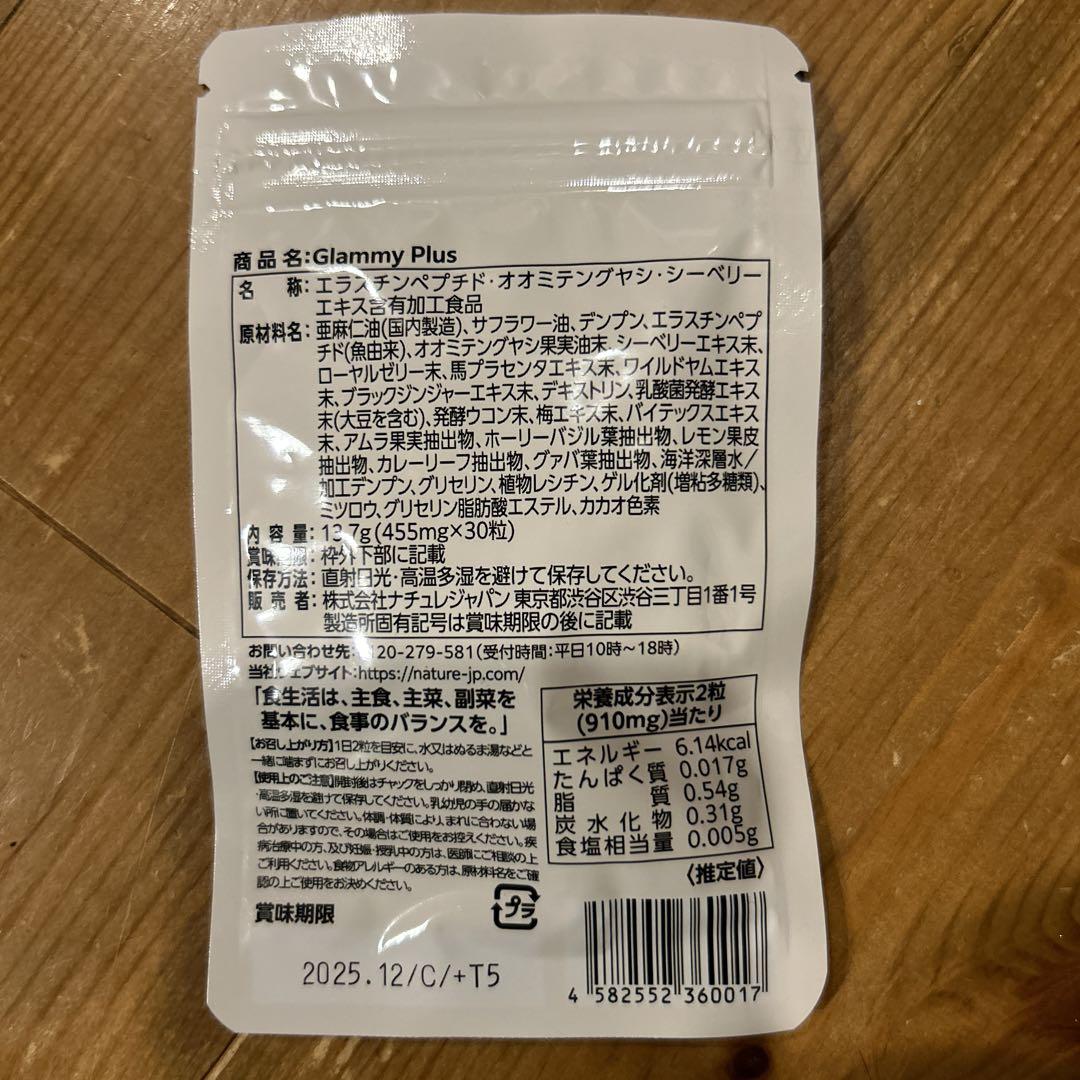 商品名:Glammy Plus
名称:エラスチンペプチド・オオミテングヤシ・シーベリー
エキス含有加工食品
原材料名:亜麻仁油(国内製造)、サフラワー油、デンプン、エラスチンペプ
チド(魚由来)、オオミテングヤシ果実油末、シーベリーエキス末、
ローヤルゼリー末、馬プラセンタエキス末、ワイルドヤムエキス
末、ブラックジンジャーエキス末、デキストリン、乳酸菌発酵エキス
末(大豆を含む)、発酵ウコン末、梅エキス末、バイテックスエキス
末、アムラ果実抽出物、ホーリーバジル葉抽出物、レモン果皮
抽出物、カレーリーフ抽出物、グァバ葉抽出物、海洋深層水/
加工デンプン、グリセリン、植物レシチン、ゲル化剤(増粘多糖類)、
ミツロウ、グリセリン脂肪酸エステル、カカオ色素
内容量:13.7g(455mg×30粒)
賞味期限:枠外下部に記載
保存方法:直射日光・高温多湿を避けて保存してください。
販売者:株式会社ナチュレジャパン 東京都渋谷区渋谷三丁目1番1号
製造所固有記号は賞味期限の後に記載
お問い合わせ先:0120-279-581(受付時間:平日10時〜18時)
当社ウェブサイト:https://nature-jp.com/
「食生活は、主食、主菜、副菜を
基本に、食事のバランスを。」
【お召し上がり方】1日2粒を目安に、水又はぬるま湯などと
一緒に噛まずにお召し上がりください。
【使用上のご注意】開封後はチャックをしっかり閉め、直射日光
・高温多湿を避けて保存してください。乳幼児の手の届かな
い所に置いてください。体調・体質により、まれに合わない場
合がありますので、その場合はご使用をお控えください。疾
病治療中の方、及び妊娠・授乳中の方は、医師にご相談の上
ご利用ください。食物アレルギーのある方は、原材料名をご確
認の上ご使用をお決めください。
栄養成分表示2粒
(910mg)当たり
エネルギー 6.14kcal
たんぱく質 0.017g
脂質 0.54g
炭水化物 0.31g
食塩相当量 0.005g
〈推定値〉
賞味期限
プラ
2025.12/C/+T5
4 582552 360017